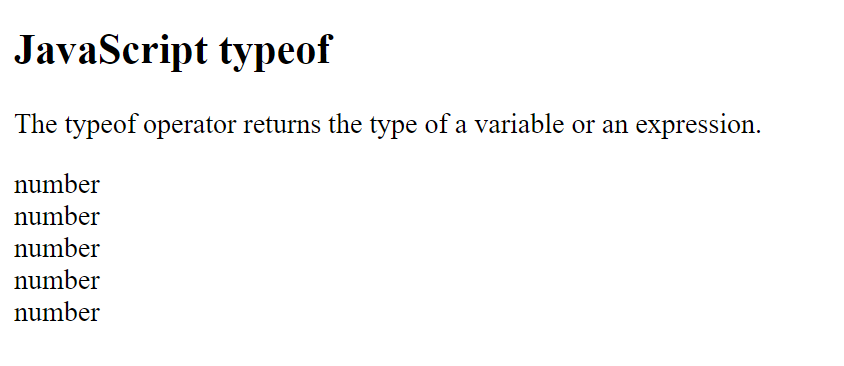 JavaScript typeof
The typeof operator returns the type of a variable or an expression.
number
number
number
number
number